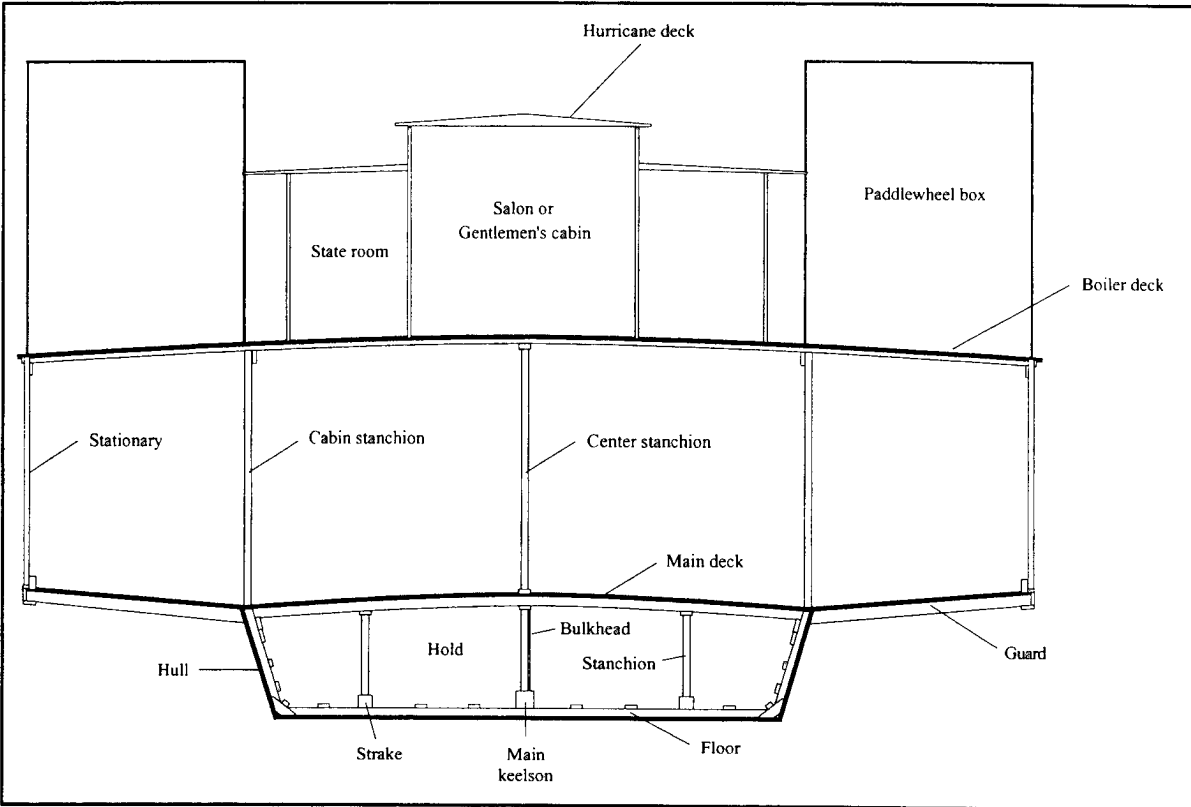 Hurricane deck
Paddlewheel box
Salon or
Gentlemen's cabin
State room
Boiler deck
Stationary
Cabin stanchion
Center stanchion
Main deck
Bulkhead
Hold
Stanchion
Guard
Hull
Strake
Main
keelson
Floor